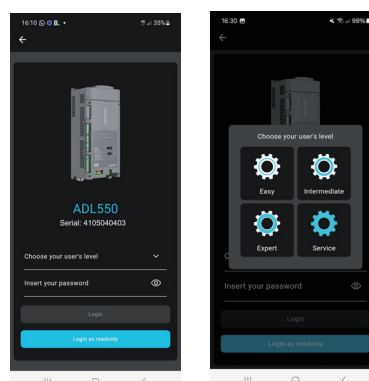 16:10 B. • 35%
ADL550
Serial: 4105040403
Choose your user's level
Insert your password
Login
Login as readonly
16:30 98%
Choose your user's level
Easy
Intermediate
Expert
Service
C
Insert your password
Login
Login as readonly